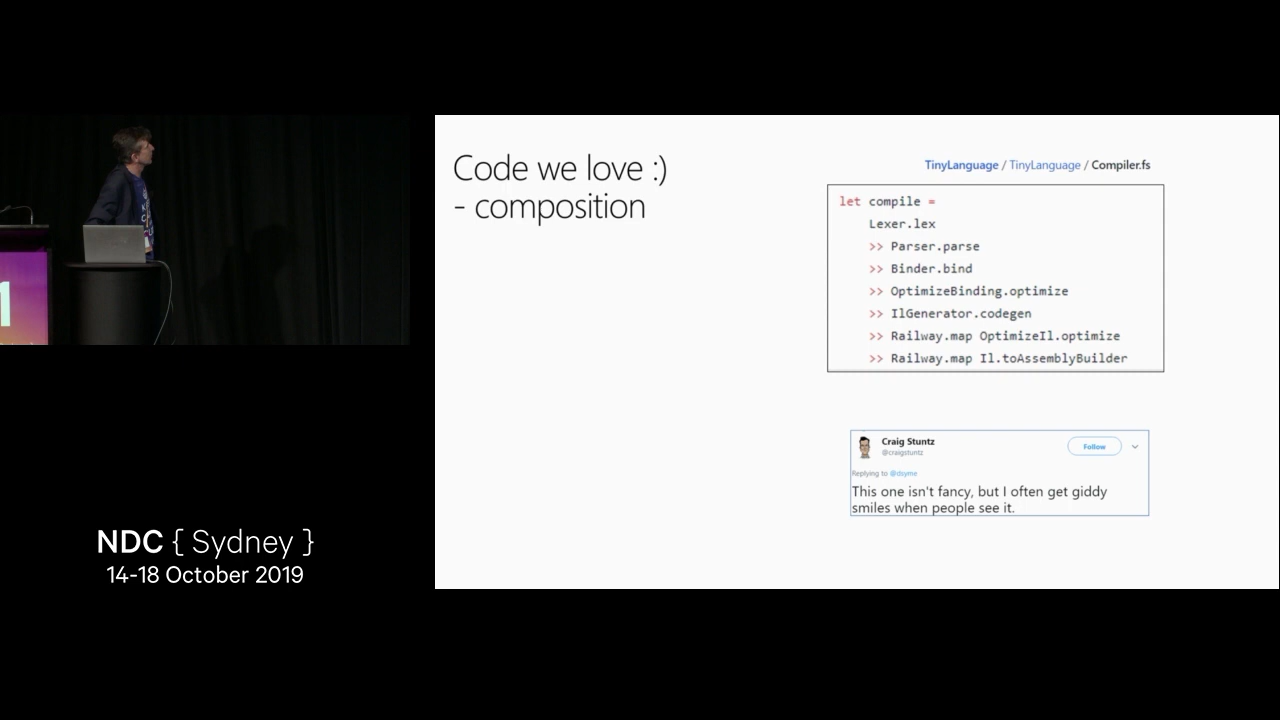 Code we love :)
- composition
TinyLanguage / TinyLanguage / Compiler.fs
let compile =
Lexer.lex
>> Parser.parse
>> Binder.bind
>> OptimizeBinding.optimize
>> IlGenerator.codegen
>> Railway.map OptimizeIl.optimize
>> Railway.map Il.toAssemblyBuilder
Craig Stuntz
@craigstuntz
Follow
Replying to @dsyme
This one isn't fancy, but I often get giddy
smiles when people see it.
1
NDC { Sydney }
14-18 October 2019